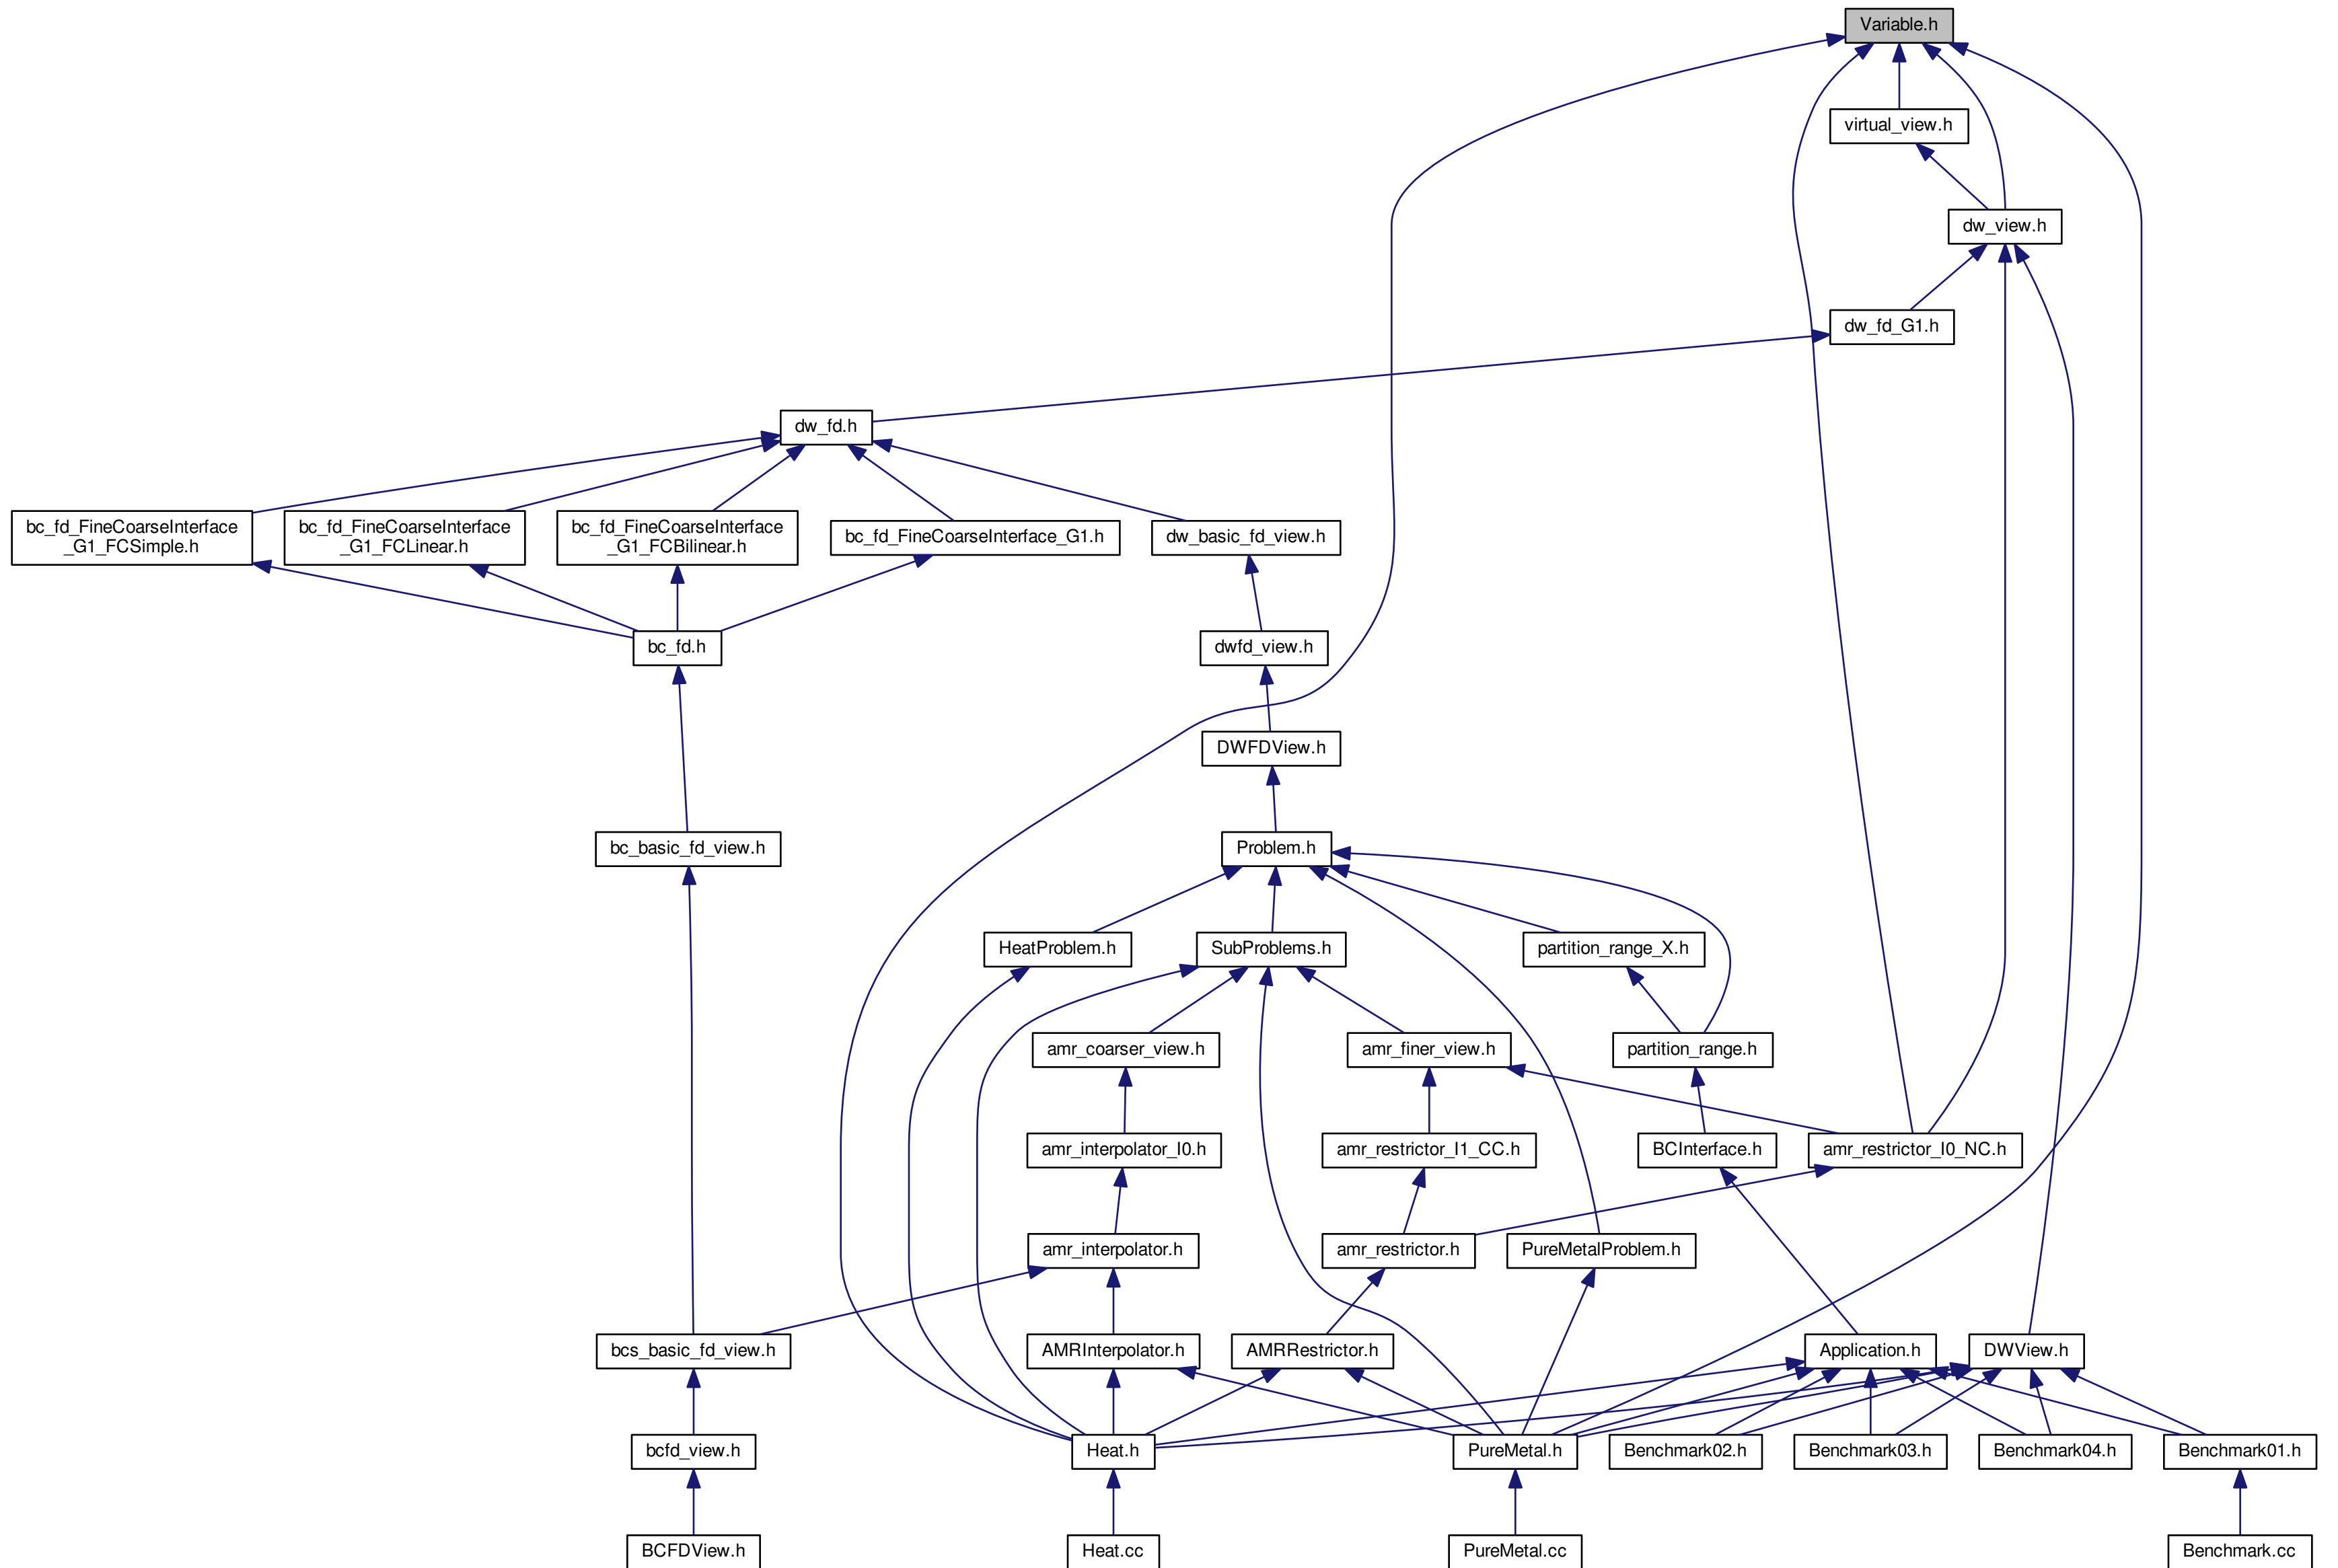 Variable.h
virtual_view.h
dw_view.h
dw_fd_G1.h
dw_fd.h
bc_fd_FineCoarseInterface
_G1_FCSimple.h
bc_fd_FineCoarseInterface
_G1_FCLinear.h
bc_fd_FineCoarseInterface
_G1_FCBilinear.h
bc_fd_FineCoarseInterface_G1.h
dw_basic_fd_view.h
bc_fd.h
dwfd_view.h
DWFDView.h
bc_basic_fd_view.h
Problem.h
HeatProblem.h
SubProblems.h
partition_range_X.h
amr_coarser_view.h
amr_finer_view.h
partition_range.h
amr_interpolator_I0.h
amr_restrictor_I1_CC.h
BCInterface.h
amr_restrictor_I0_NC.h
amr_interpolator.h
amr_restrictor.h
PureMetalProblem.h
bcs_basic_fd_view.h
AMRInterpolator.h
AMRRestrictor.h
Application.h
DWView.h
bcfd_view.h
Heat.h
PureMetal.h
Benchmark02.h
Benchmark03.h
Benchmark04.h
Benchmark01.h
BCFDView.h
Heat.cc
PureMetal.cc
Benchmark.cc